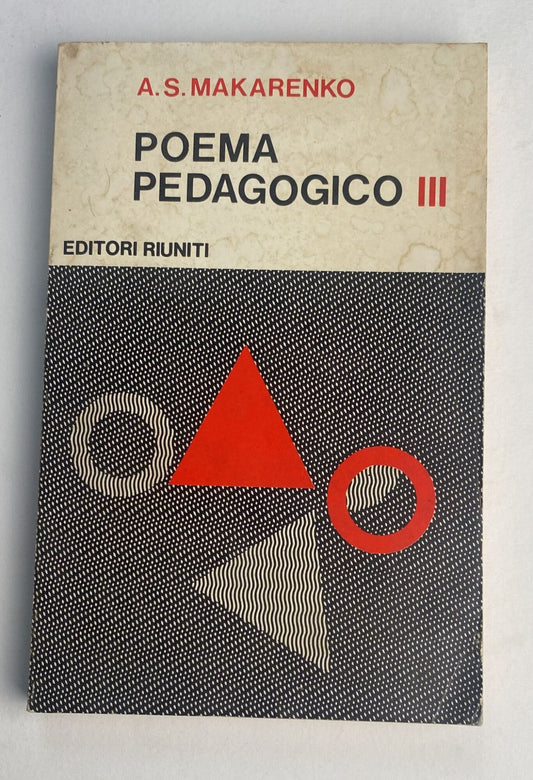 A.S. MAKARENKO
POEMA
PEDAGOGICO III
EDITORI RIUNITI